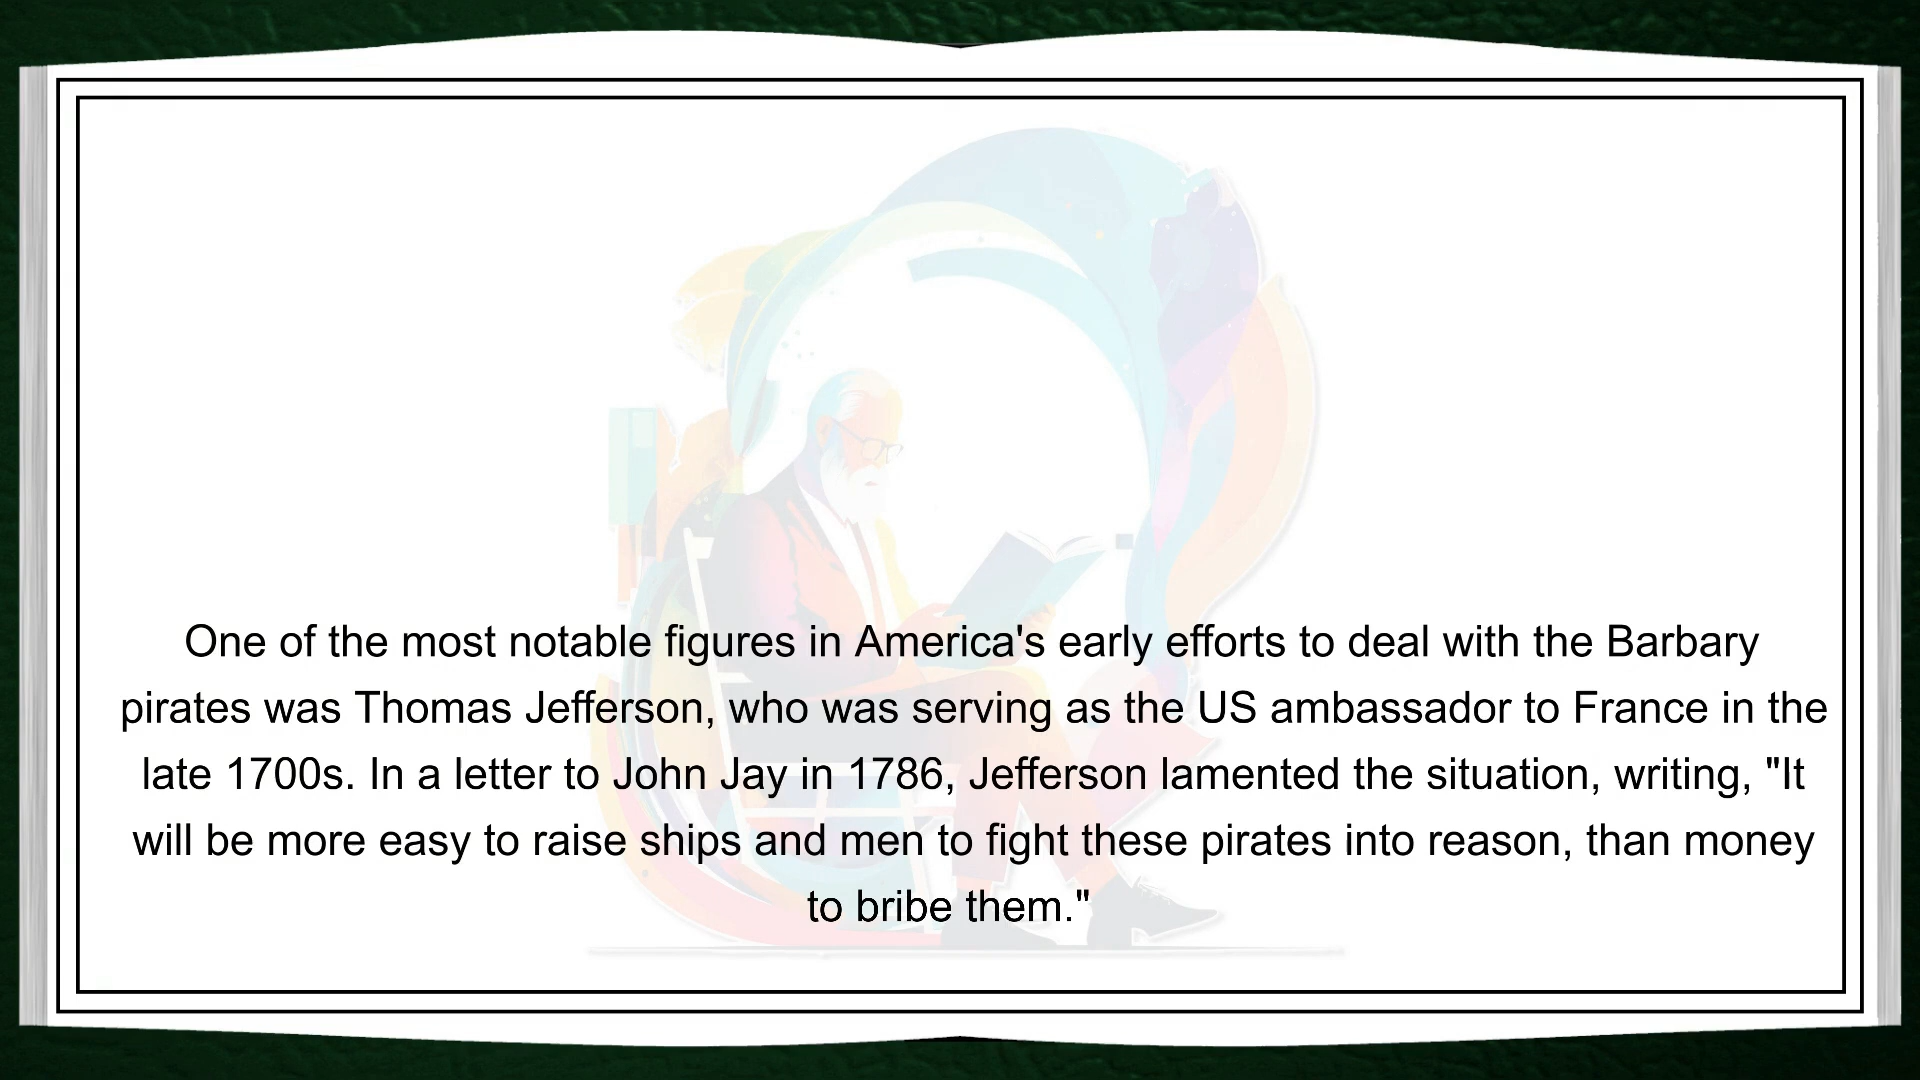 One of the most notable figures in America's early efforts to deal with the Barbary
pirates was Thomas Jefferson, who was serving as the US ambassador to France in the
late 1700s. In a letter to John Jay in 1786, Jefferson lamented the situation, writing, "It
will be more easy to raise ships and men to fight these pirates into reason, than money
to bribe them."